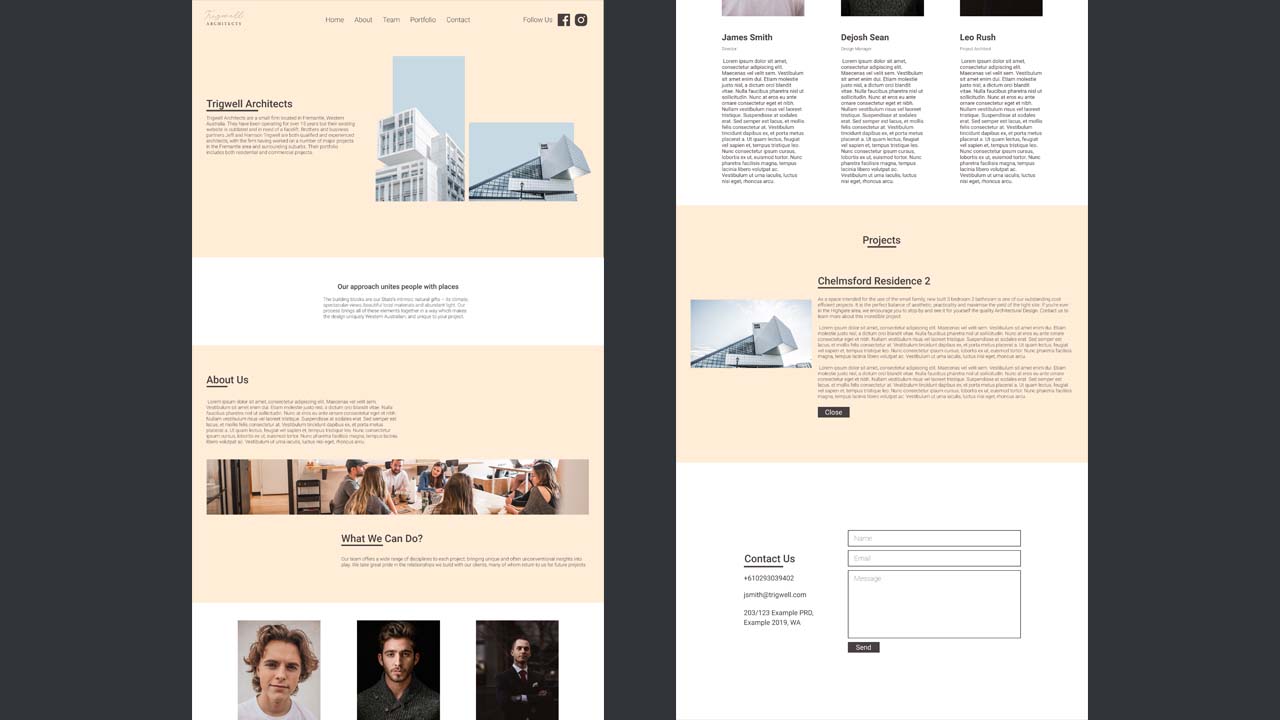 Trigwell
ARCHITECTS
Home About Team Portfolio Contact
Follow Us
Trigwell Architects
Trigwell Architects are a small firm located in Fremantle, Western
Australia. They have been operating for over 15 years but their existing
website is outdated and in need of a facelift. Brothers and business
partners Jeff and Harrison Trigwell are both qualified and experienced
architects, with the firm having worked on a number of major projects
in the Fremantle area and surrounding suburbs. Their portfolio
includes both residential and commercial projects.
Our approach unites people with places
The building blocks are our State's intrinsic natural gifts – its climate,
spectacular views, beautiful local materials and abundant light. Our
process brings all of these elements together in a way which makes
the design uniquely Western Australian, and unique to your project.
About Us
Lorem ipsum dolor sit amet, consectetur adipiscing elit. Maecenas vel velit sem.
Vestibulum sit amet enim dui. Etiam molestie justo nisl, a dictum orci blandit vitae. Nulla
faucibus pharetra nisl ut sollicitudin. Nunc at eros eu ante ornare consectetur eget et nibh.
Nullam vestibulum risus vel laoreet tristique. Suspendisse at sodales erat. Sed semper est
lacus, et mollis felis consectetur at. Vestibulum tincidunt dapibus ex, ut porta metus
placerat a. Ut quam lectus, feugiat vel sapien et, tempus tristique leo. Nunc consectetur
ipsum cursus, lobortis ex ut, euismod tortor. Nunc pharetra facilisis magna, tempus lacinia
libero volutpat ac. Vestibulum ut urna iaculis, luctus nisi eget, rhoncus arcu.
What We Can Do?
Our team offers a wide range of disciplines to each project, bringing unique and often unconventional insights into
play. We take great pride in the relationships we build with our clients, many of whom return to us for future projects.
James Smith
Director
Lorem ipsum dolor sit amet,
consectetur adipiscing elit.
Maecenas vel velit sem. Vestibulum
sit amet enim dui. Etiam molestie
justo nisl, a dictum orci blandit
vitae. Nulla faucibus pharetra nisl ut
sollicitudin. Nunc at eros eu ante
ornare consectetur eget et nibh.
Nullam vestibulum risus vel laoreet
tristique. Suspendisse at sodales
erat. Sed semper est lacus, et mollis
felis consectetur at. Vestibulum
tincidunt dapibus ex, ut porta metus
placerat a. Ut quam lectus, feugiat
vel sapien et, tempus tristique leo.
Nunc consectetur ipsum cursus,
lobortis ex ut, euismod tortor. Nunc
pharetra facilisis magna, tempus
lacinia libero volutpat ac.
Vestibulum ut urna iaculis, luctus
nisi eget, rhoncus arcu.
Dejosh Sean
Design Manager
Lorem ipsum dolor sit amet,
consectetur adipiscing elit.
Maecenas vel velit sem. Vestibulum
sit amet enim dui. Etiam molestie
justo nisl, a dictum orci blandit
vitae. Nulla faucibus pharetra nisl ut
sollicitudin. Nunc at eros eu ante
ornare consectetur eget et nibh.
Nullam vestibulum risus vel laoreet
tristique. Suspendisse at sodales
erat. Sed semper est lacus, et mollis
felis consectetur at. Vestibulum
tincidunt dapibus ex, ut porta metus
placerat a. Ut quam lectus, feugiat
vel sapien et, tempus tristique leo.
Nunc consectetur ipsum cursus,
lobortis ex ut, euismod tortor. Nunc
pharetra facilisis magna, tempus
lacinia libero volutpat ac.
Vestibulum ut urna iaculis, luctus
nisi eget, rhoncus arcu.
Leo Rush
Project Architect
Lorem ipsum dolor sit amet,
consectetur adipiscing elit.
Maecenas vel velit sem. Vestibulum
sit amet enim dui. Etiam molestie
justo nisl, a dictum orci blandit
vitae. Nulla faucibus pharetra nisl ut
sollicitudin. Nunc at eros eu ante
ornare consectetur eget et nibh.
Nullam vestibulum risus vel laoreet
tristique. Suspendisse at sodales
erat. Sed semper est lacus, et mollis
felis consectetur at. Vestibulum
tincidunt dapibus ex, ut porta metus
placerat a. Ut quam lectus, feugiat
vel sapien et, tempus tristique leo.
Nunc consectetur ipsum cursus,
lobortis ex ut, euismod tortor. Nunc
pharetra facilisis magna, tempus
lacinia libero volutpat ac.
Vestibulum ut urna iaculis, luctus
nisi eget, rhoncus arcu.
Projects
Chelmsford Residence 2
As a space intended for the use of the small family, new built 3 bedroom 2 bathroom is one of our outstanding cost
efficient projects. It is the perfect balance of aesthetic, practicality and maximise the yield of the tight site. If you're ever
in the Highgate area, we encourage you to stop by and see it for yourself the quality Architectural Design. Contact us to
learn more about this incredible project
Lorem ipsum dolor sit amet, consectetur adipiscing elit. Maecenas vel velit sem. Vestibulum sit amet enim dui. Etiam
molestie justo nisl, a dictum orci blandit vitae. Nulla faucibus pharetra nisl ut sollicitudin. Nunc at eros eu ante ornare
consectetur eget et nibh. Nullam vestibulum risus vel laoreet tristique. Suspendisse at sodales erat. Sed semper est
lacus, et mollis felis consectetur at. Vestibulum tincidunt dapibus ex, ut porta metus placerat a. Ut quam lectus, feugiat
vel sapien et, tempus tristique leo. Nunc consectetur ipsum cursus, lobortis ex ut, euismod tortor. Nunc pharetra facilisis
magna, tempus lacinia libero volutpat ac. Vestibulum ut urna iaculis, luctus nisi eget, rhoncus arcu.
Lorem ipsum dolor sit amet, consectetur adipiscing elit. Maecenas vel velit sem. Vestibulum sit amet enim dui. Etiam
molestie justo nisl, a dictum orci blandit vitae. Nulla faucibus pharetra nisl ut sollicitudin. Nunc at eros eu ante ornare
consectetur eget et nibh. Nullam vestibulum risus vel laoreet tristique. Suspendisse at sodales erat. Sed semper est
lacus, et mollis felis consectetur at. Vestibulum tincidunt dapibus ex, ut porta metus placerat a. Ut quam lectus, feugiat
vel sapien et, tempus tristique leo. Nunc consectetur ipsum cursus, lobortis ex ut, euismod tortor. Nunc pharetra facilisis
magna, tempus lacinia libero volutpat ac. Vestibulum ut urna iaculis, luctus nisi eget, rhoncus arcu.
Close
Contact Us
+610293039402
jsmith@trigwell.com
203/123 Example PRD,
Example 2019, WA
Name
Email
Message
Send